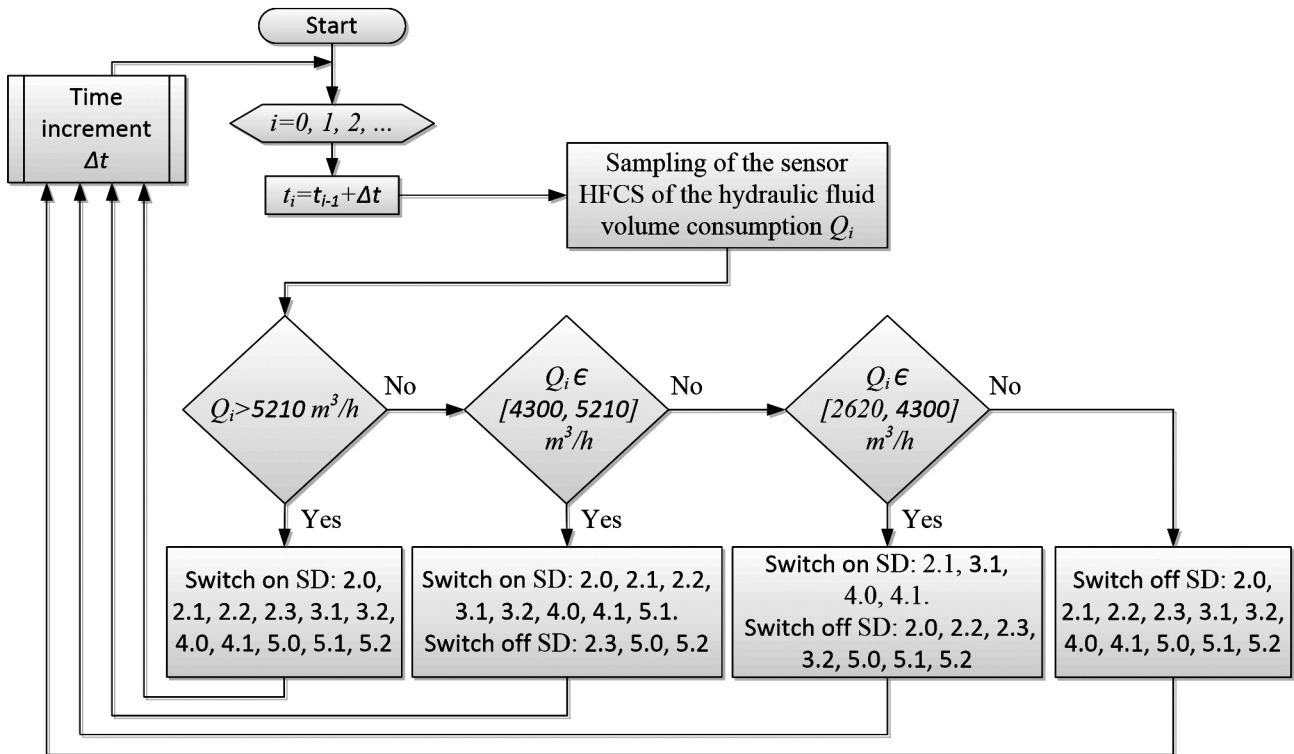 Start
Time
increment
Δt
i=0, 1, 2, ...
tᵢ=tᵢ₋₁+Δt
Sampling of the sensor
HFCS of the hydraulic fluid
volume consumption Qᵢ
Qᵢ>5210 m³/h
No
Qᵢ ϵ
[4300, 5210]
m³/h
No
Qᵢ ϵ
[2620, 4300]
m³/h
No
Yes
Yes
Yes
Switch on SD: 2.0,
2.1, 2.2, 2.3, 3.1, 3.2,
4.0, 4.1, 5.0, 5.1, 5.2
Switch on SD: 2.0, 2.1, 2.2,
3.1, 3.2, 4.0, 4.1, 5.1.
Switch off SD: 2.3, 5.0, 5.2
Switch on SD: 2.1, 3.1,
4.0, 4.1.
Switch off SD: 2.0, 2.2, 2.3,
3.2, 5.0, 5.1, 5.2
Switch off SD: 2.0,
2.1, 2.2, 2.3, 3.1, 3.2,
4.0, 4.1, 5.0, 5.1, 5.2